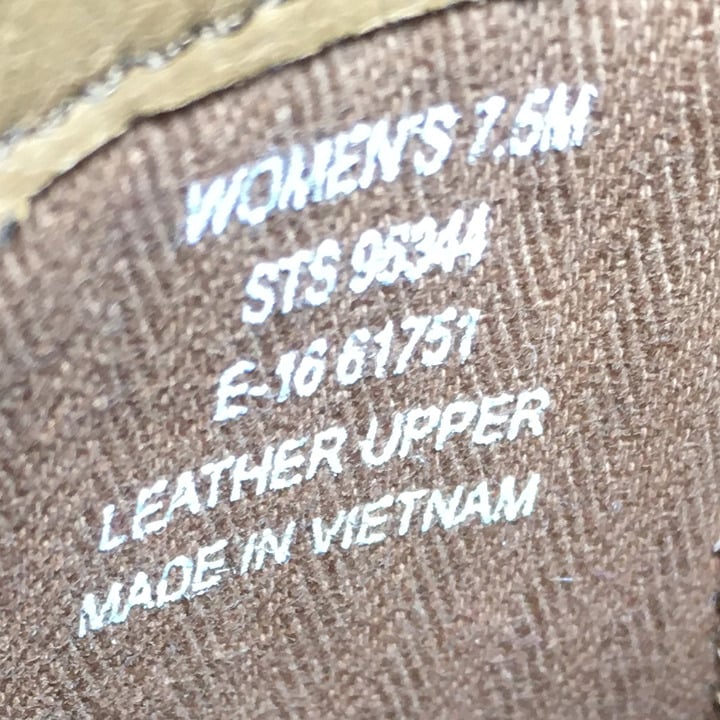 WOMEN'S 7.5M
STS 95344
E-16 61751
LEATHER UPPER
MADE IN VIETNAM